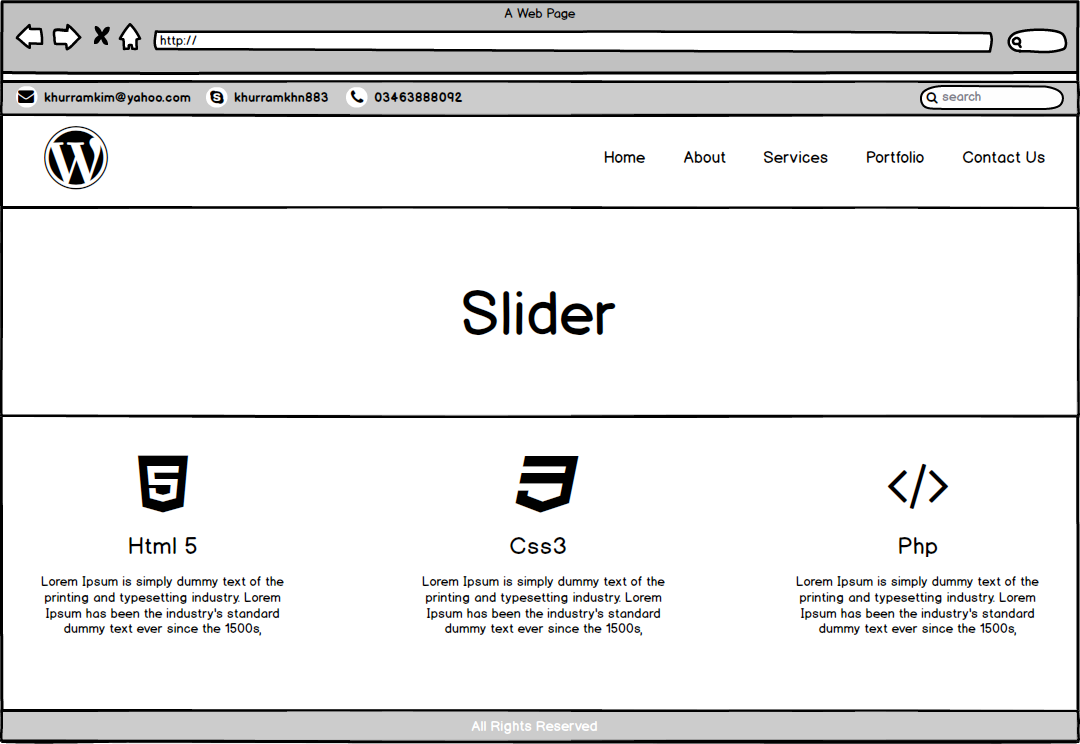 A Web Page
http://
khurramkim@yahoo.com khurramkhn883 03463888092 search
Home About Services Portfolio Contact Us
Slider
Html 5
Lorem Ipsum is simply dummy text of the
printing and typesetting industry. Lorem
Ipsum has been the industry's standard
dummy text ever since the 1500s,
Css3
Lorem Ipsum is simply dummy text of the
printing and typesetting industry. Lorem
Ipsum has been the industry's standard
dummy text ever since the 1500s,
Php
Lorem Ipsum is simply dummy text of the
printing and typesetting industry. Lorem
Ipsum has been the industry's standard
dummy text ever since the 1500s,
All Rights Reserved